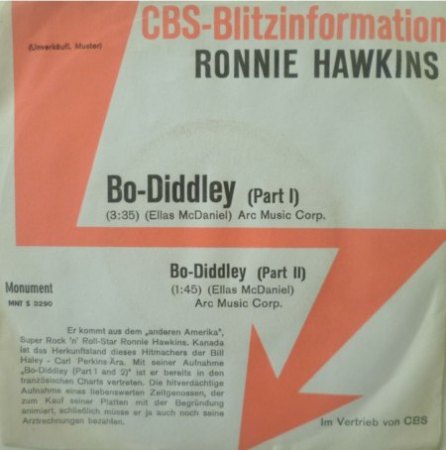 CBS-Blitzinformation
(Unverkäufl. Muster)
RONNIE HAWKINS
Bo-Diddley (Part I)
(3:35) (Ellas McDaniel) Arc Music Corp.
Bo-Diddley (Part II)
(1:45) (Ellas McDaniel)
Arc Music Corp.
Monument
MNT S 3290
Er kommt aus dem „anderen Amerika",
Super Rock 'n' Roll-Star Ronnie Hawkins. Kanada
ist das Herkunftsland dieses Hitmachers der Bill
Haley - Carl Perkins-Ära. Mit seiner Aufnahme
„Bo-Diddley (Part I and 2)" ist er bereits in den
französischen Charts vertreten. Die hitverdächtige
Aufnahme eines liebenswerten Zeitgenossen, der
zum Kauf seiner Platten mit der Begründung
animiert, schließlich müsse er ja auch noch seine
Arztrechnungen bezahlen.
Im Vertrieb von CBS